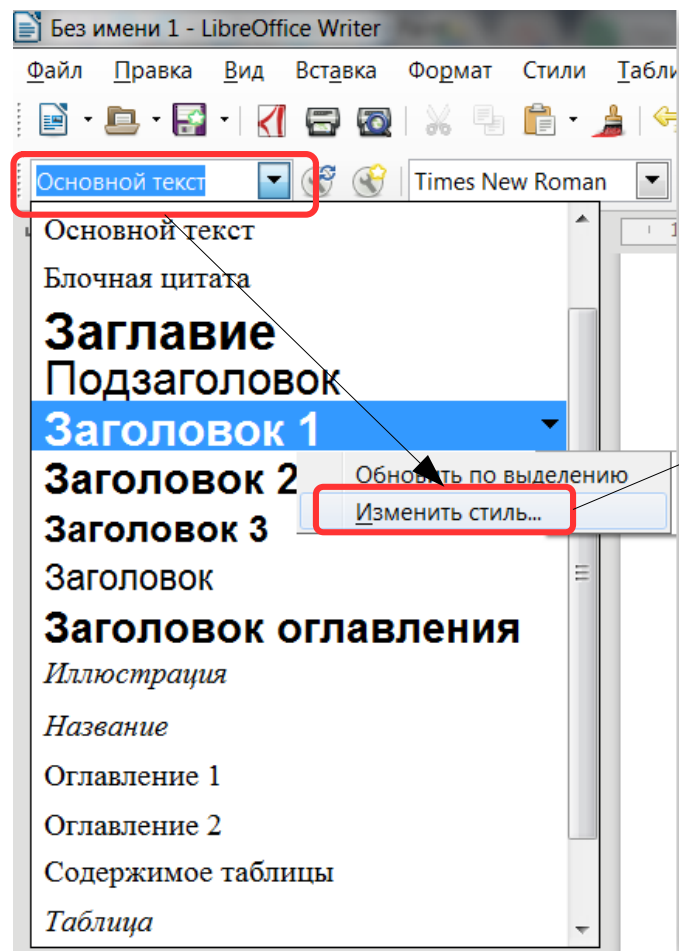 Без имени 1 - LibreOffice Writer
Файл Правка Вид Вставка Формат Стили Табли
Основной текст Times New Roman
Основной текст 1
Блочная цитата
Заглавие
Подзаголовок
Заголовок 1
Заголовок 2 Обновить по выделению
Изменить стиль...
Заголовок 3
Заголовок
Заголовок оглавления
Иллюстрация
Название
Оглавление 1
Оглавление 2
Содержимое таблицы
Таблица